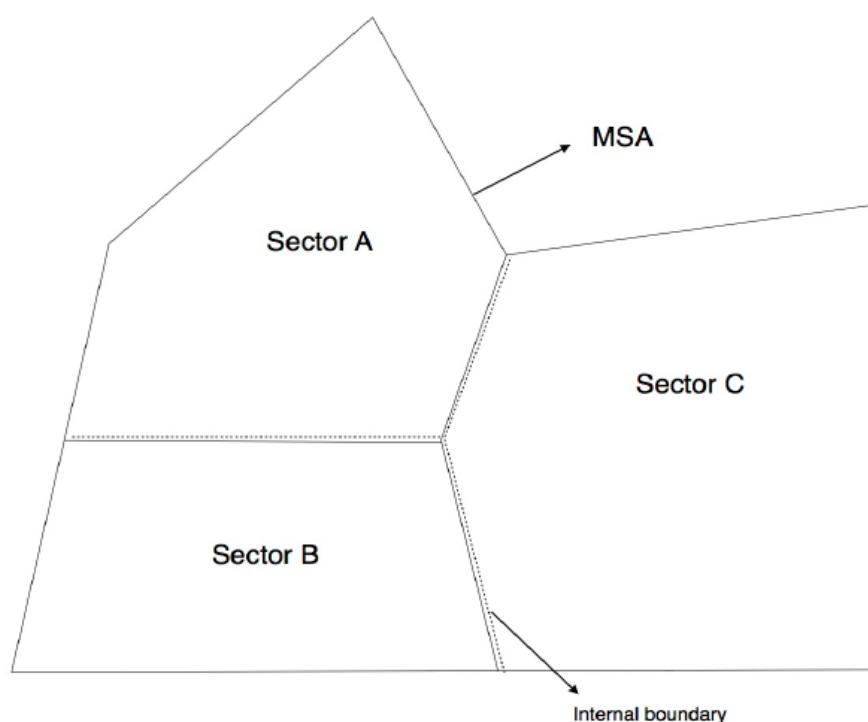 MSA
Sector A
Sector C
Sector B
Internal boundary